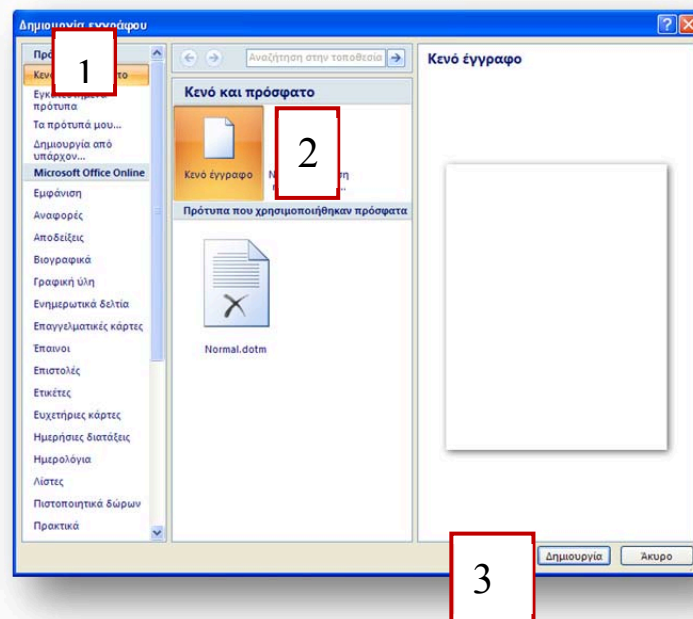 Δημιουργία εγγράφου
1
Κενό
πρότυπα
Τα πρότυπά μου...
Δημιουργία από
υπάρχον...
Microsoft Office Online
Εμφάνιση
Αναφορές
Αποδείξεις
Βιογραφικά
Γραφική ύλη
Ενημερωτικά δελτία
Επαγγελματικές κάρτες
Έπαινοι
Επιστολές
Ετικέτες
Ευχετήριες κάρτες
Ημερήσιες διατάξεις
Ημερολόγια
Λίστες
Πιστοποιητικά δώρων
Πρακτικά
Αναζήτηση στην τοποθεσία
Κενό και πρόσφατο
2
Κενό έγγραφο
Πρότυπα που χρησιμοποιήθηκαν πρόσφατα
Normal.dotm
Κενό έγγραφο
3
Δημιουργία
Άκυρο